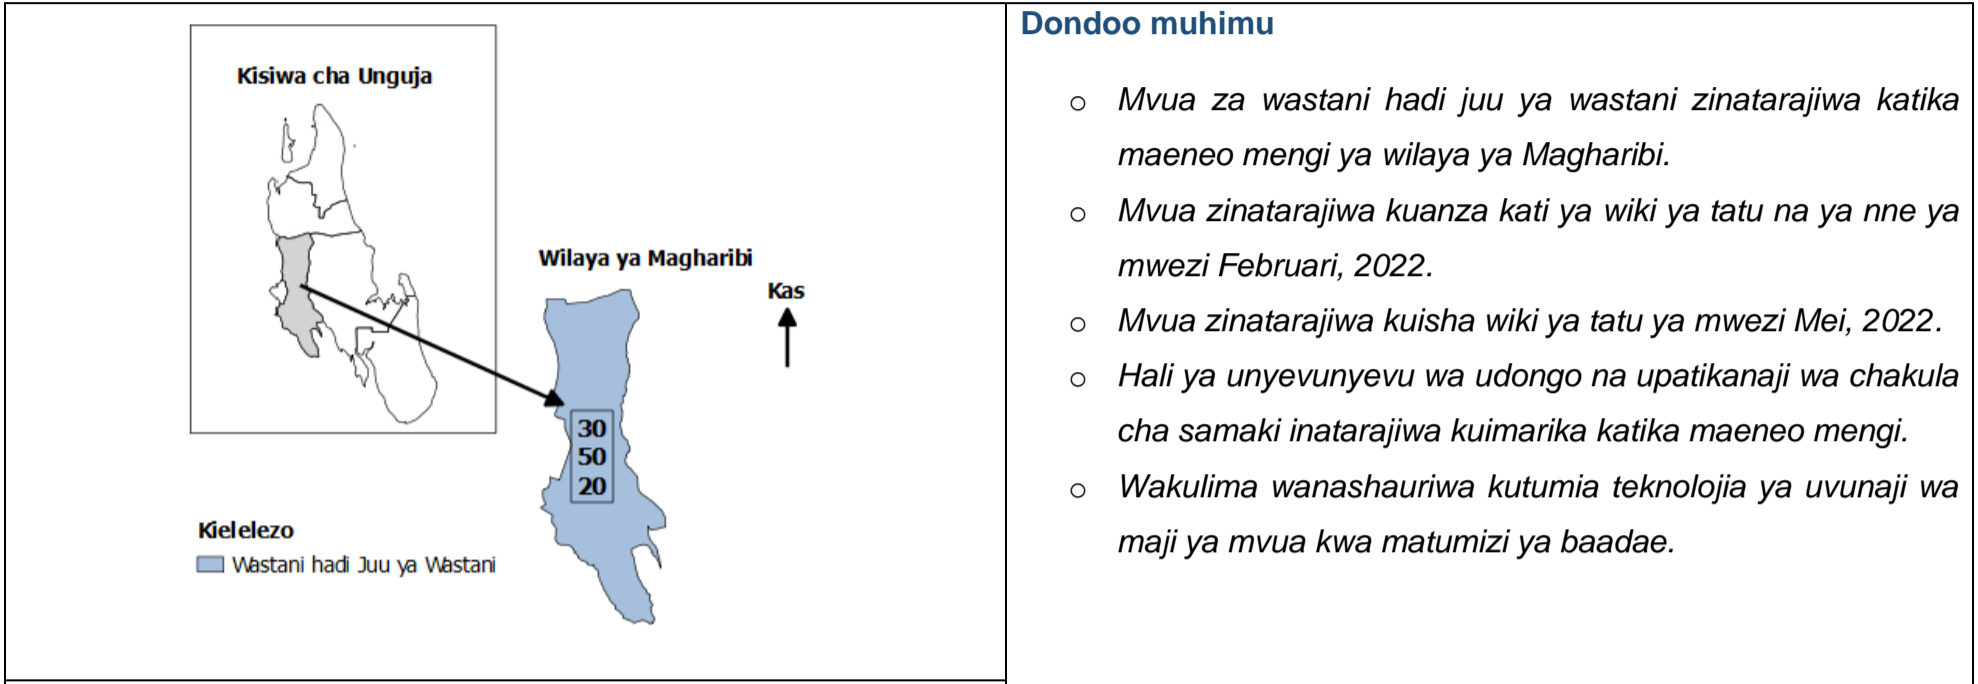 Kisiwa cha Unguja
Wilaya ya Magharibi
Kas
30
50
20
Kielelezo
Wastani hadi Juu ya Wastani
Dondoo muhimu
o Mvua za wastani hadi juu ya wastani zinatarajiwa katika
maeneo mengi ya wilaya ya Magharibi.
o Mvua zinatarajiwa kuanza kati ya wiki ya tatu na ya nne ya
mwezi Februari, 2022.
o Mvua zinatarajiwa kuisha wiki ya tatu ya mwezi Mei, 2022.
o Hali ya unyevunyevu wa udongo na upatikanaji wa chakula
cha samaki inatarajiwa kuimarika katika maeneo mengi.
o Wakulima wanashauriwa kutumia teknolojia ya uvunaji wa
maji ya mvua kwa matumizi ya baadae.